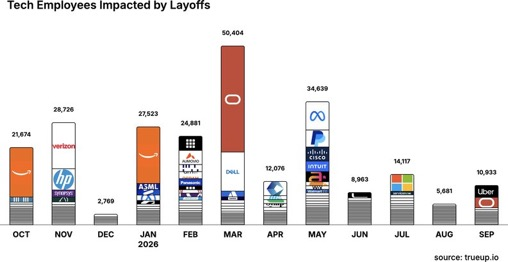 Tech Employees Impacted by Layoffs
50,404
34,639
28,726
27,523
24,881
21,674
14,117
12,076
10,933
8,963
5,681
2,769
verizon
hp
ASML
AUMOVIO
Panasonic
DELL
CISCO
INTUIT
Uber
OCT NOV DEC JAN FEB MAR APR MAY JUN JUL AUG SEP
2026
source: trueup.io